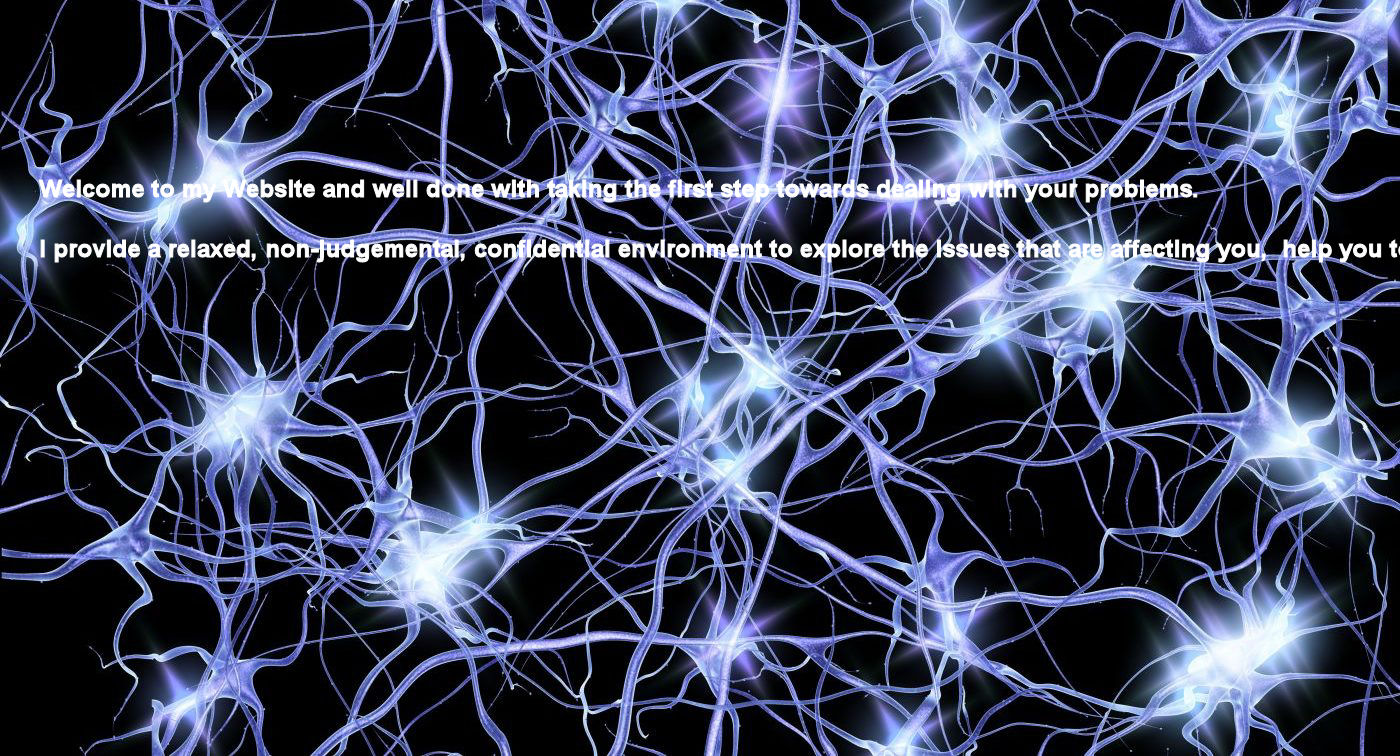 Welcome to my Website and well done with taking the first step towards dealing with your problems.
I provide a relaxed, non-judgemental, confidential environment to explore the issues that are affecting you, help you